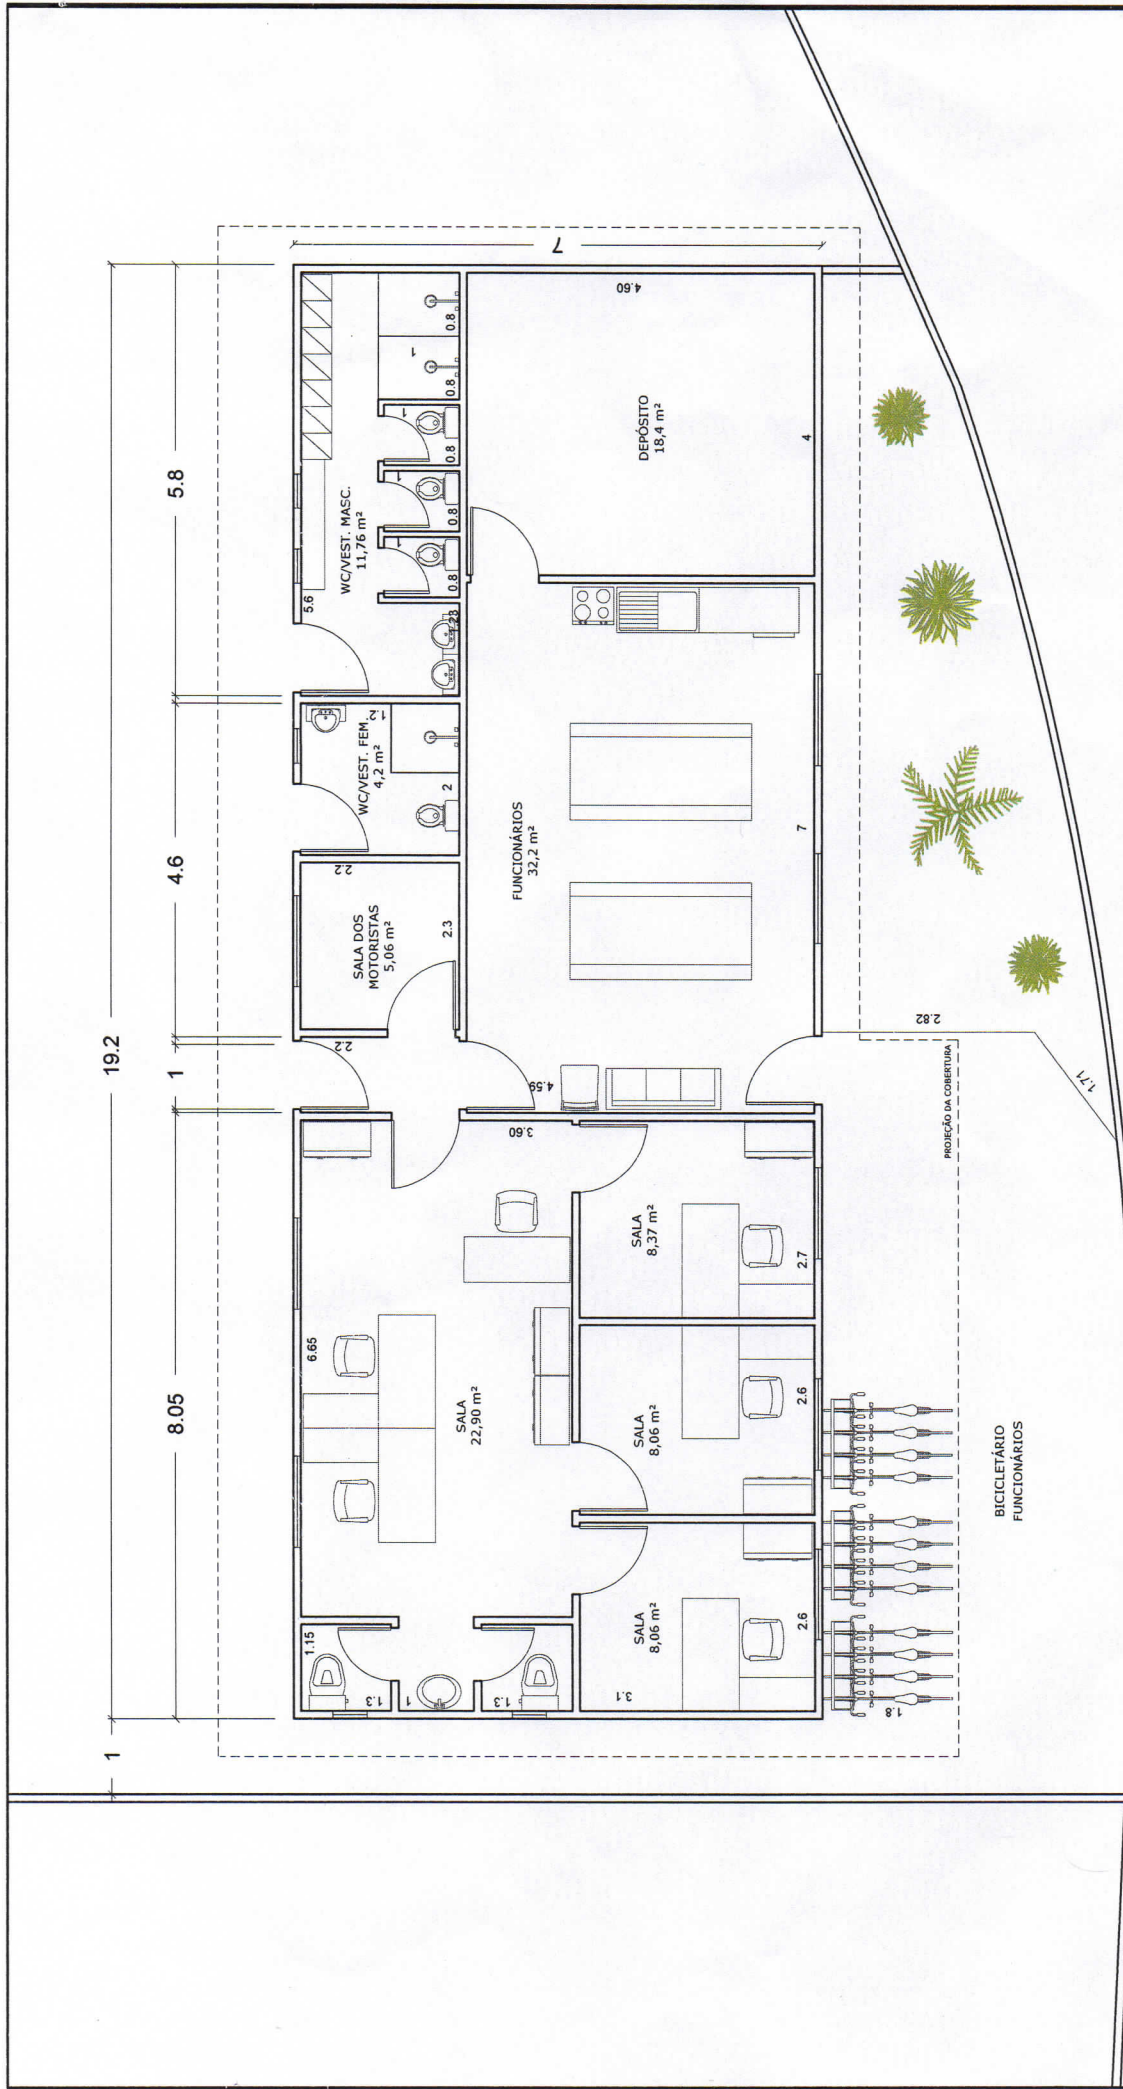 19.2
1
8.05
1
4.6
5.8
7
WC/VEST. MASC.
11,76 m²
5.6
1.23
0.8
0.8
0.8
0.8
0.8
1
1
1
1
WC/VEST. FEM.
4,2 m²
1.2
2
SALA DOS
MOTORISTAS
5,06 m²
2.2
2.3
2.2
DEPÓSITO
18,4 m²
4.60
4
FUNCIONÁRIOS
32,2 m²
7
4.59
SALA
22,90 m²
6.65
3.60
1.15
1.3
1
1.3
SALA
8,06 m²
3.1
2.6
SALA
8,06 m²
2.6
SALA
8,37 m²
2.7
1.8
BICICLETÁRIO
FUNCIONÁRIOS
PROJEÇÃO DA COBERTURA
2.82
1.71